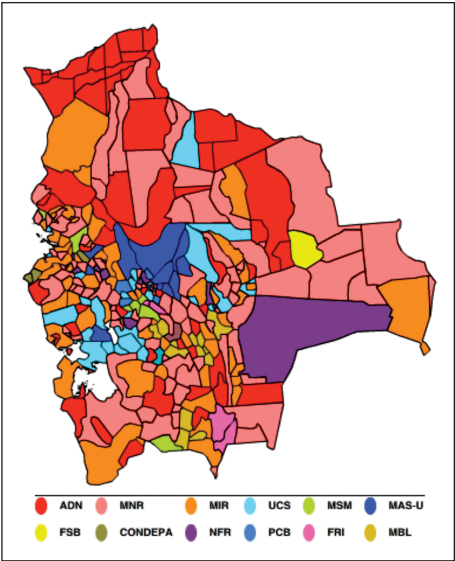 ADN MNR MIR UCS MSM MAS-U
FSB CONDEPA NFR PCB FRI MBL